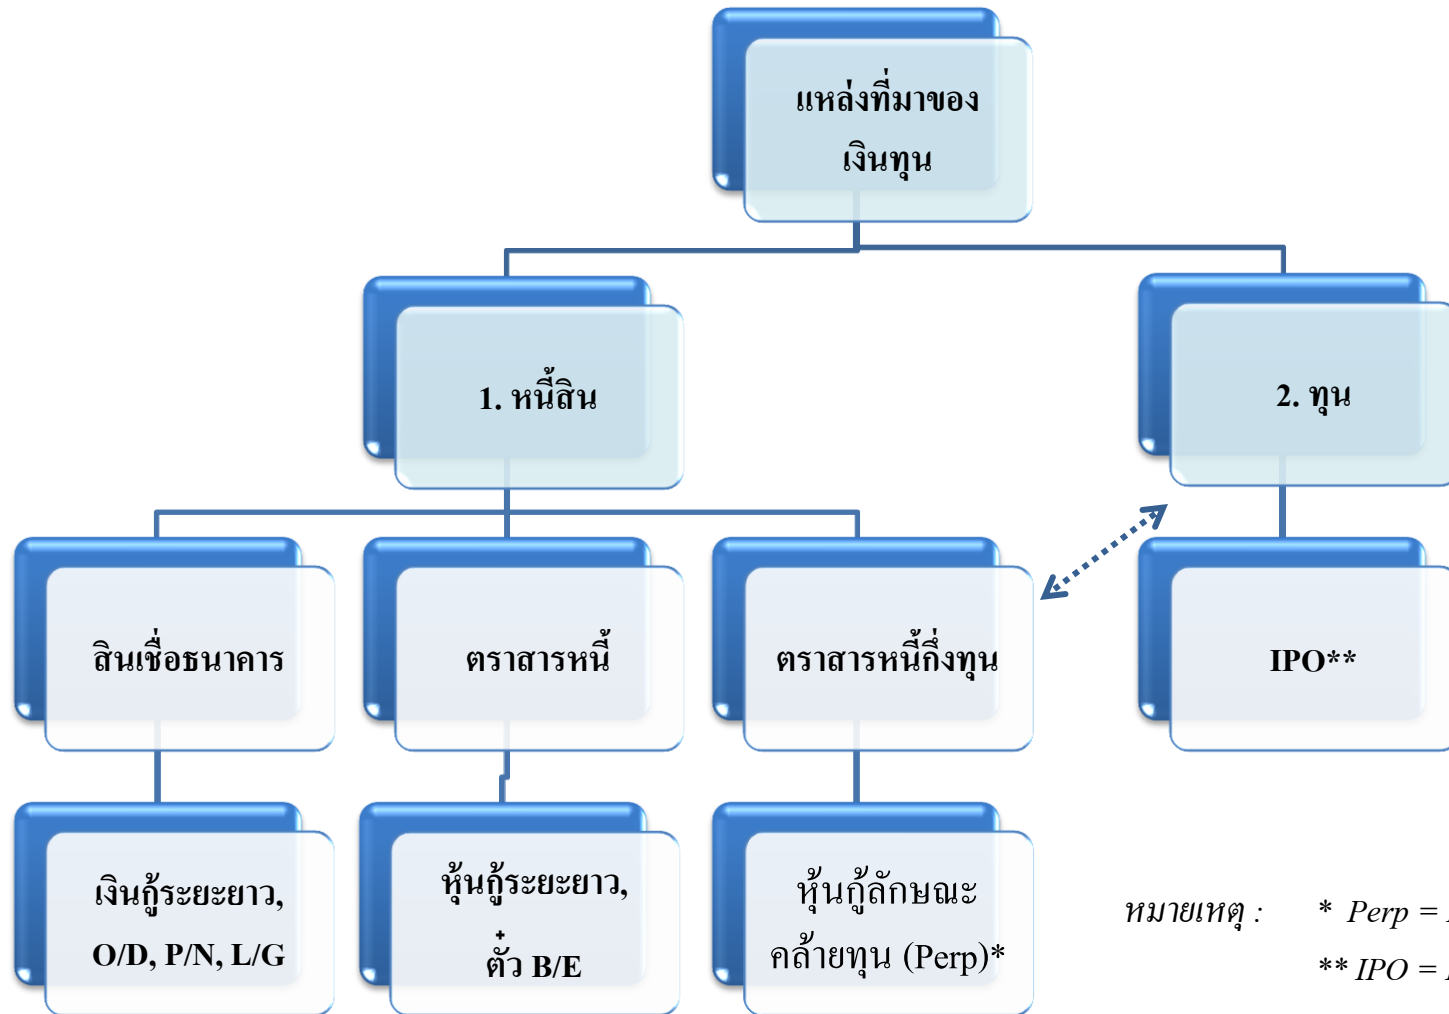 แหล่งที่มาของ
เงินทุน
1. หนี้สิน
2. ทุน
สินเชื่อธนาคาร
ตราสารหนี้
ตราสารหนี้กึ่งทุน
IPO**
เงินกู้ระยะยาว,
O/D, P/N, L/G
หุ้นกู้ระยะยาว,
ตั๋ว B/E
หุ้นกู้ลักษณะ
คล้ายทุน (Perp)*
หมายเหตุ : * Perp =
** IPO =